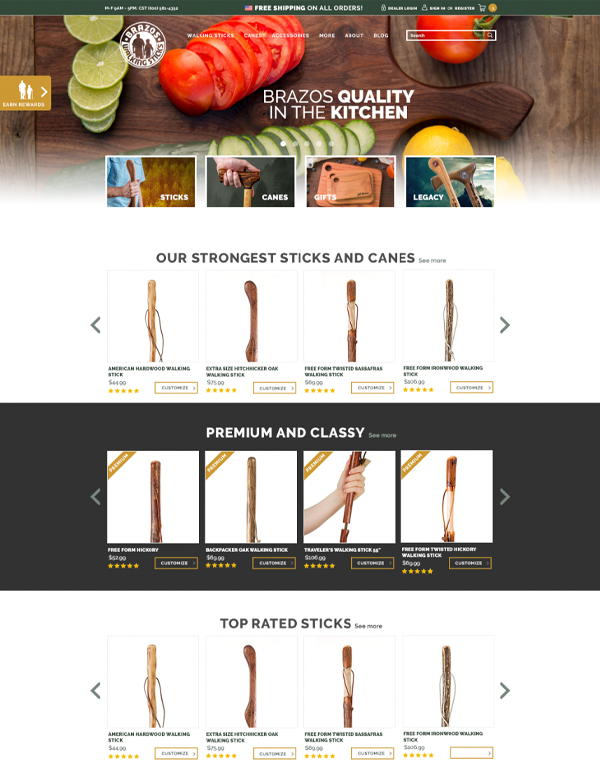 M-F 9AM - 5PM: CST (800) 581-4352
FREE SHIPPING ON ALL ORDERS!
DEALER LOGIN
SIGN IN OR REGISTER
BRAZOS WALKING STICKS
WALKING STICKS CANES ACCESSORIES MORE ABOUT BLOG
Search
EARN REWARDS
BRAZOS QUALITY
IN THE KITCHEN
STICKS CANES GIFTS LEGACY
OUR STRONGEST STICKS AND CANES See more
AMERICAN HARDWOOD WALKING
STICK
$44.99
CUSTOMIZE
EXTRA SIZE HITCHHICKER OAK
WALKING STICK
$75.99
CUSTOMIZE
FREE FORM TWISTED SASSAFRAS
WALKING STICK
$69.99
CUSTOMIZE
FREE FORM IRONWOOD WALKING
STICK
$106.99
CUSTOMIZE
PREMIUM AND CLASSY See more
PREMIUM
FREE FORM HICKORY
$52.99
CUSTOMIZE
PREMIUM
BACKPACKER OAK WALKING STICK
$69.99
CUSTOMIZE
PREMIUM
TRAVELER'S WALKING STICK 55"
$106.99
CUSTOMIZE
PREMIUM
FREE FORM TWISTED HICKORY
WALKING STICK
$69.99
CUSTOMIZE
TOP RATED STICKS See more
AMERICAN HARDWOOD WALKING
STICK
$44.99
CUSTOMIZE
EXTRA SIZE HITCHHICKER OAK
WALKING STICK
$75.99
CUSTOMIZE
FREE FORM TWISTED SASSAFRAS
WALKING STICK
$69.99
CUSTOMIZE
FREE FORM IRONWOOD WALKING
STICK
$106.99